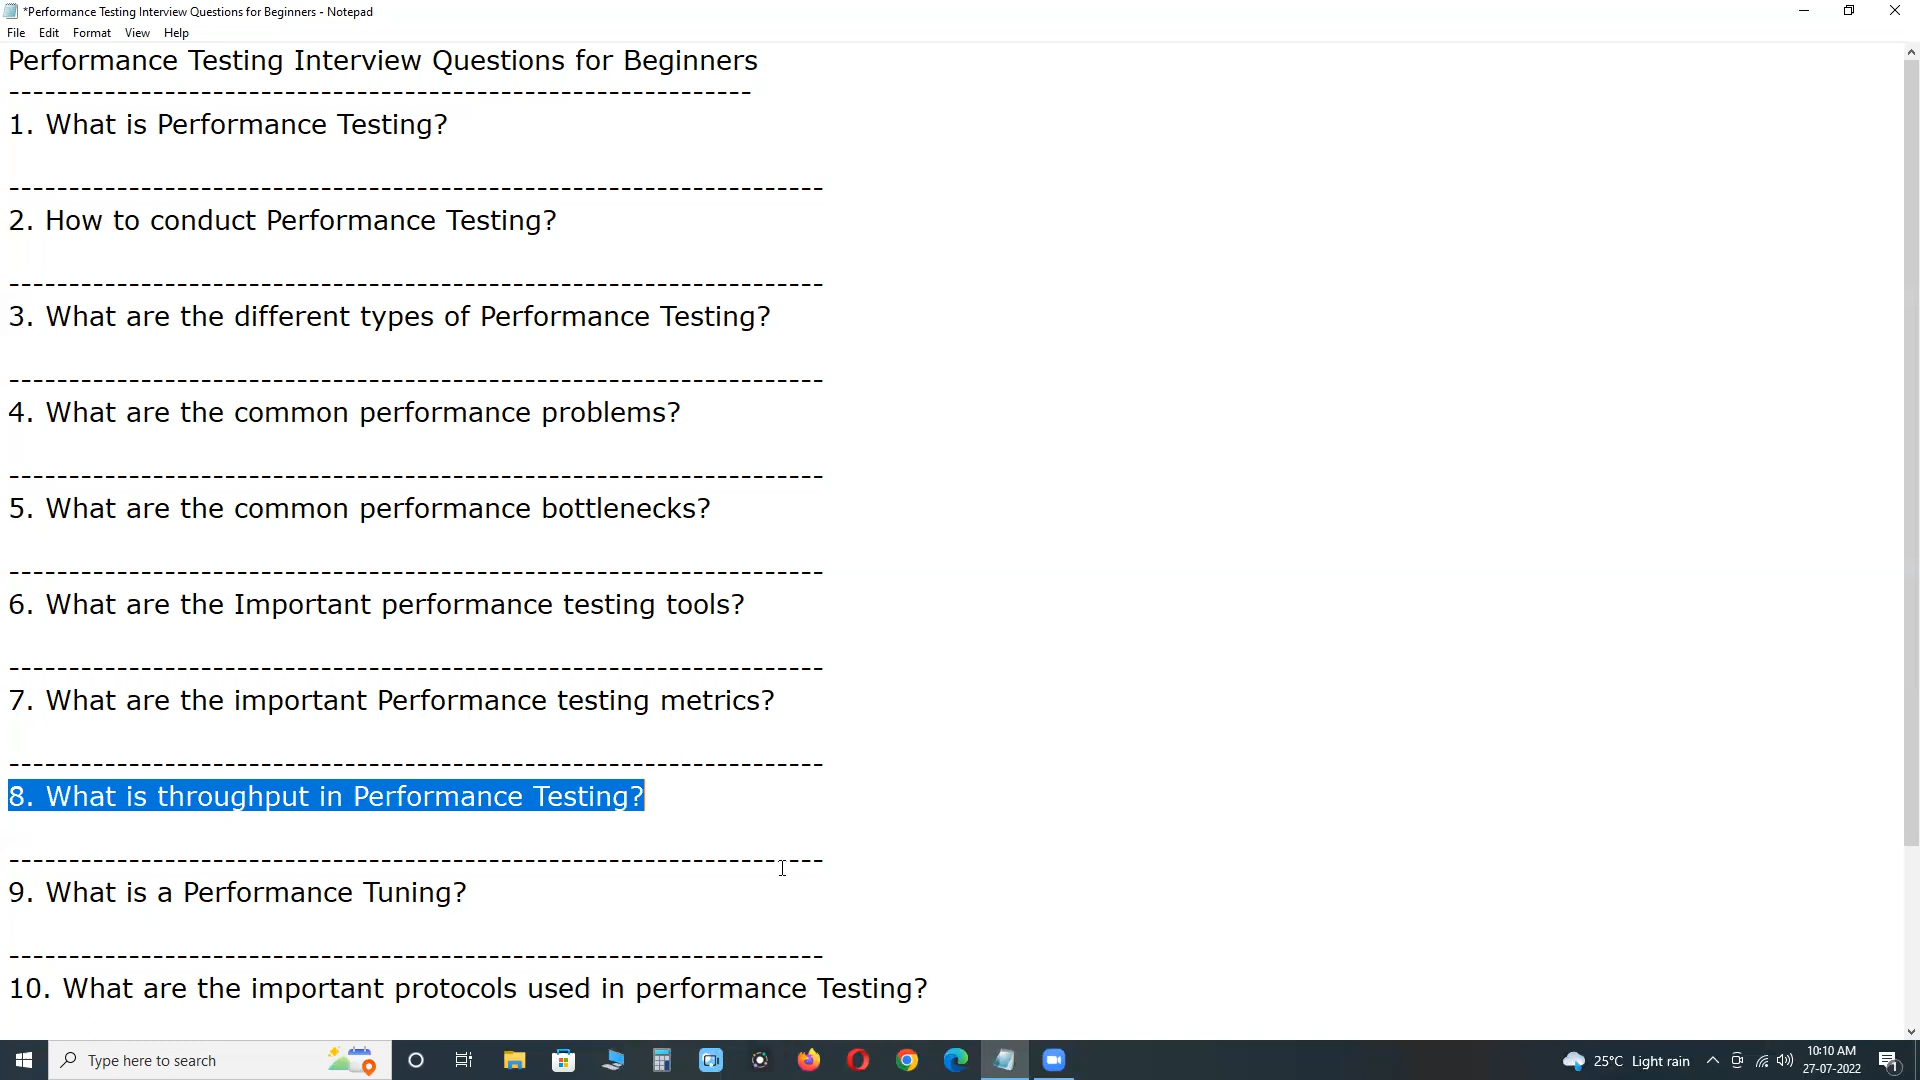 *Performance Testing Interview Questions for Beginners - Notepad
File Edit Format View Help
Performance Testing Interview Questions for Beginners
--------------------------------------------------------------
1. What is Performance Testing?
--------------------------------------------------------------------
2. How to conduct Performance Testing?
--------------------------------------------------------------------
3. What are the different types of Performance Testing?
--------------------------------------------------------------------
4. What are the common performance problems?
--------------------------------------------------------------------
5. What are the common performance bottlenecks?
--------------------------------------------------------------------
6. What are the Important performance testing tools?
--------------------------------------------------------------------
7. What are the important Performance testing metrics?
--------------------------------------------------------------------
8. What is throughput in Performance Testing?
--------------------------------------------------------------------
9. What is a Performance Tuning?
--------------------------------------------------------------------
10. What are the important protocols used in performance Testing?
Type here to search
25°C Light rain
10:10 AM
27-07-2022
1